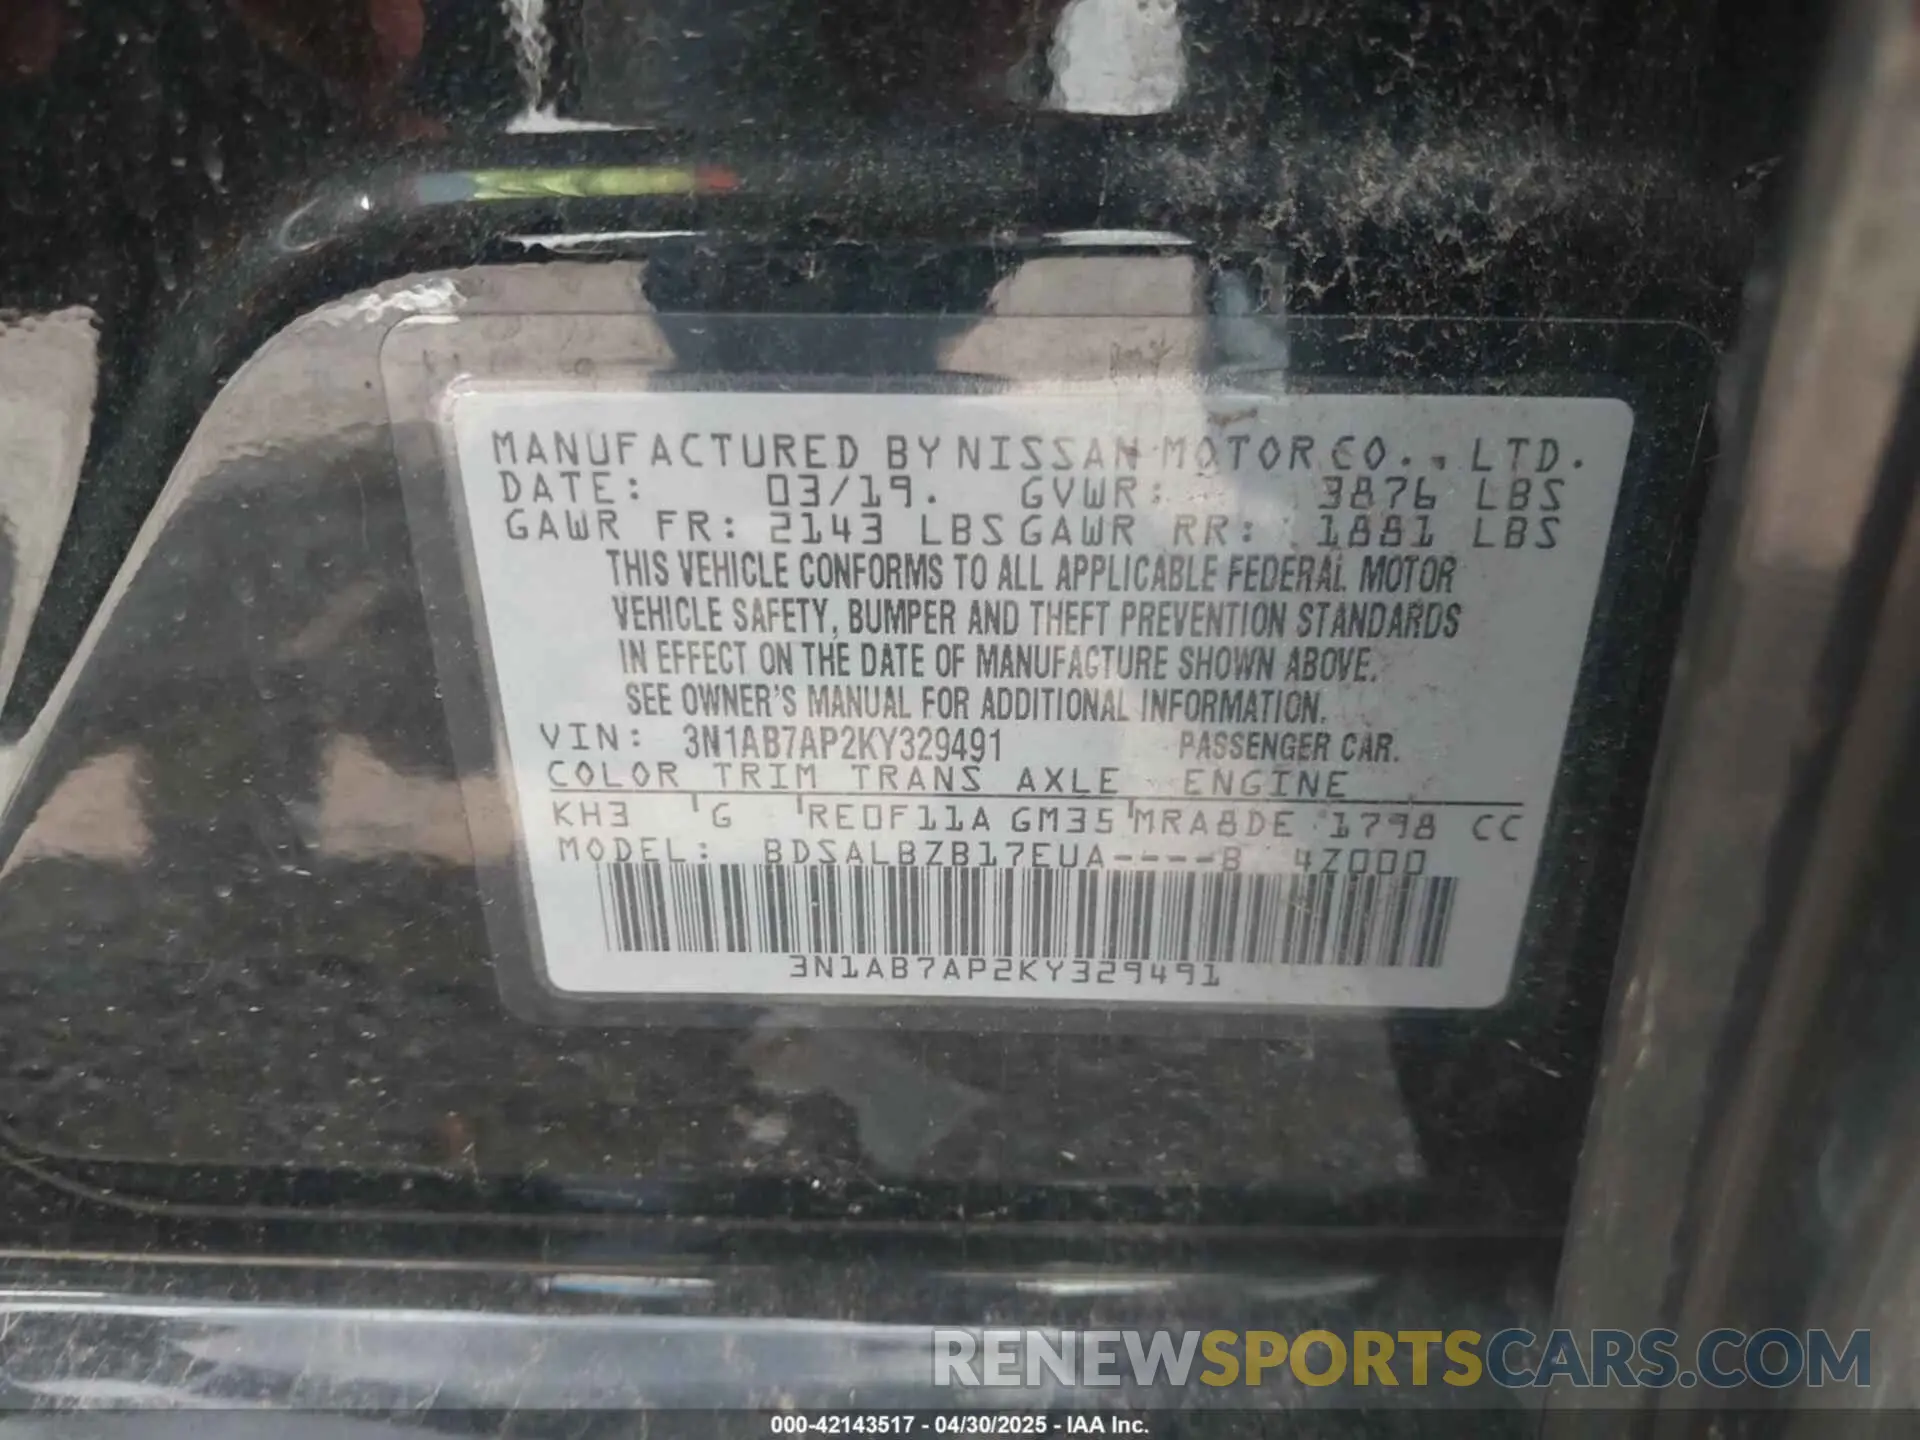 MANUFACTURED BY NISSAN MOTOR CO., LTD.
DATE: 03/19. GVWR: 3876 LBS
GAWR FR: 2143 LBS GAWR RR: 1881 LBS
THIS VEHICLE CONFORMS TO ALL APPLICABLE FEDERAL MOTOR
VEHICLE SAFETY, BUMPER AND THEFT PREVENTION STANDARDS
IN EFFECT ON THE DATE OF MANUFACTURE SHOWN ABOVE.
SEE OWNER'S MANUAL FOR ADDITIONAL INFORMATION.
VIN: 3N1AB7AP2KY329491 PASSENGER CAR.
COLOR TRIM TRANS AXLE ENGINE
KH3 G RE0F11A GM35 MRA8DE 1798 CC
MODEL: BDSALBZB17EUA----B 4Z000
3N1AB7AP2KY329491
RENEWSPORTSCARS.COM
000-42143517 - 04/30/2025 - IAA Inc.